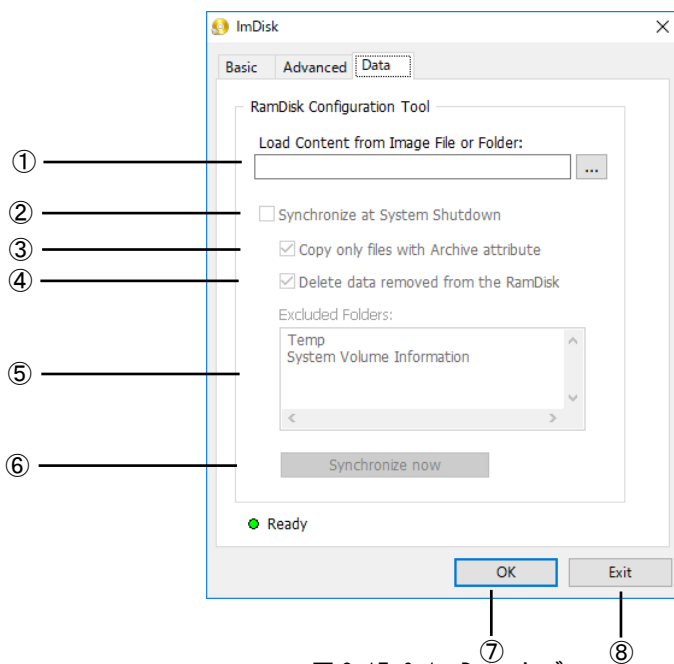 ImDisk
Basic Advanced Data
RamDisk Configuration Tool
Load Content from Image File or Folder:
① ...
② Synchronize at System Shutdown
③ Copy only files with Archive attribute
④ Delete data removed from the RamDisk
Excluded Folders:
Temp
System Volume Information
⑤
⑥ Synchronize now
Ready
OK Exit
⑦ ⑧